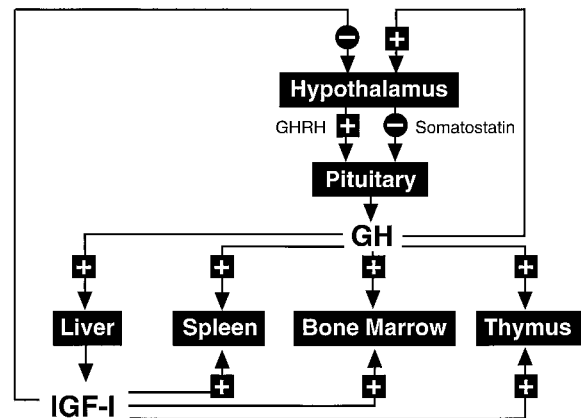 − +
Hypothalamus
GHRH + − Somatostatin
Pituitary
GH
+ + + +
Liver Spleen Bone Marrow Thymus
+ + +
IGF-I